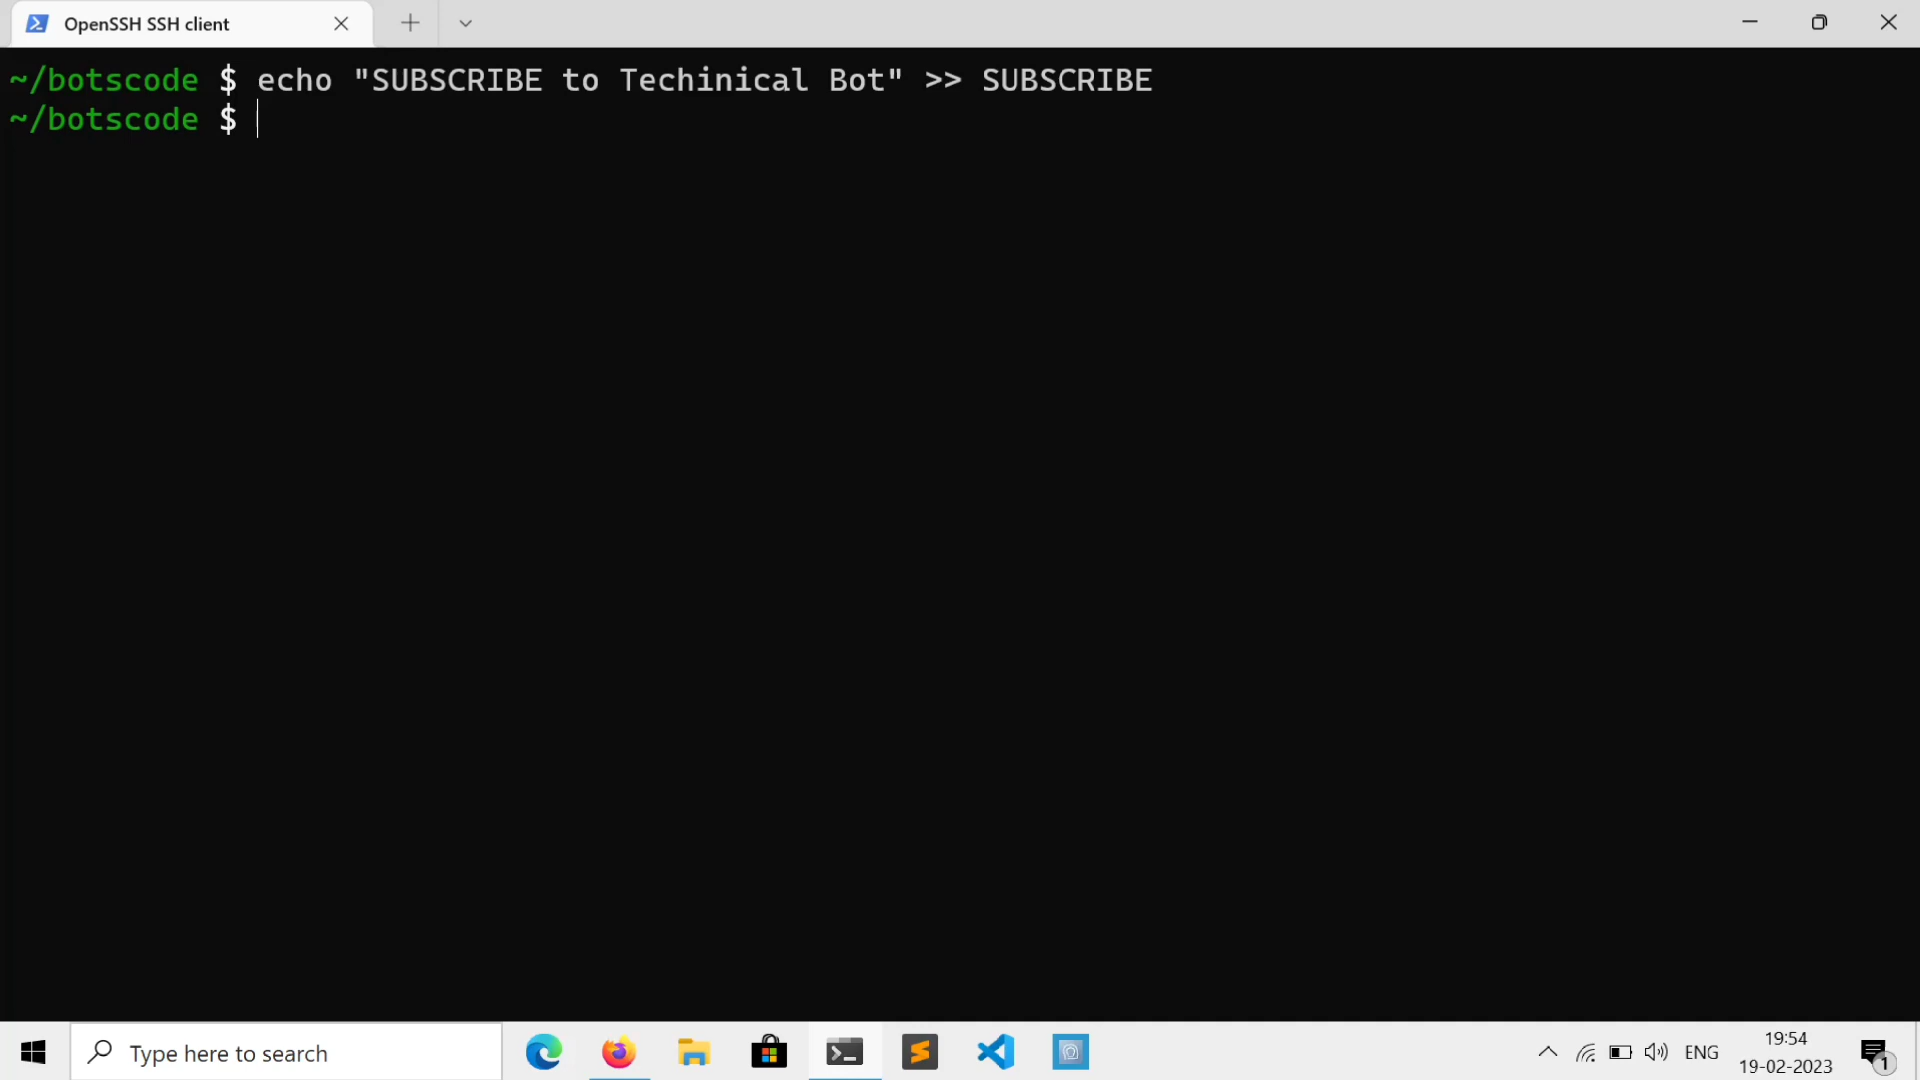 OpenSSH SSH client
~/botscode $ echo "SUBSCRIBE to Techinical Bot" >> SUBSCRIBE
~/botscode $
Type here to search
ENG
19:54
19-02-2023
1